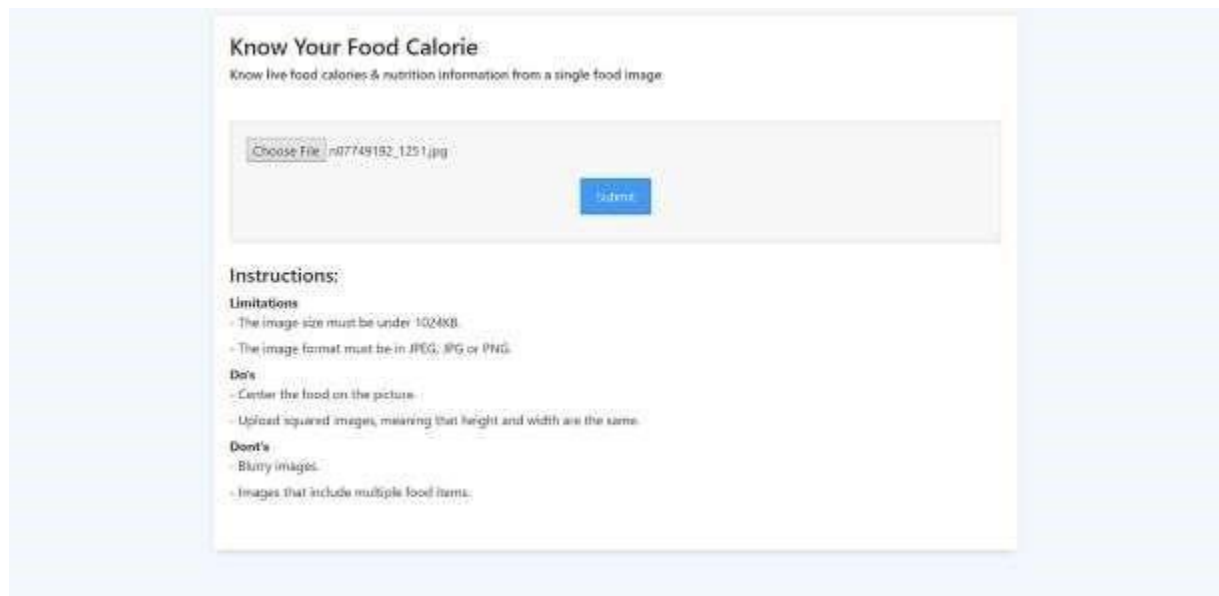 Know Your Food Calorie
Know live food calories & nutrition information from a single food image
Choose File n07749192_1251.jpg
Submit
Instructions:
Limitations
- The image size must be under 1024KB.
- The image format must be in JPEG, JPG or PNG.
Do's
- Center the food on the picture.
- Upload squared images, meaning that height and width are the same.
Dont's
- Blurry images.
- Images that include multiple food items.